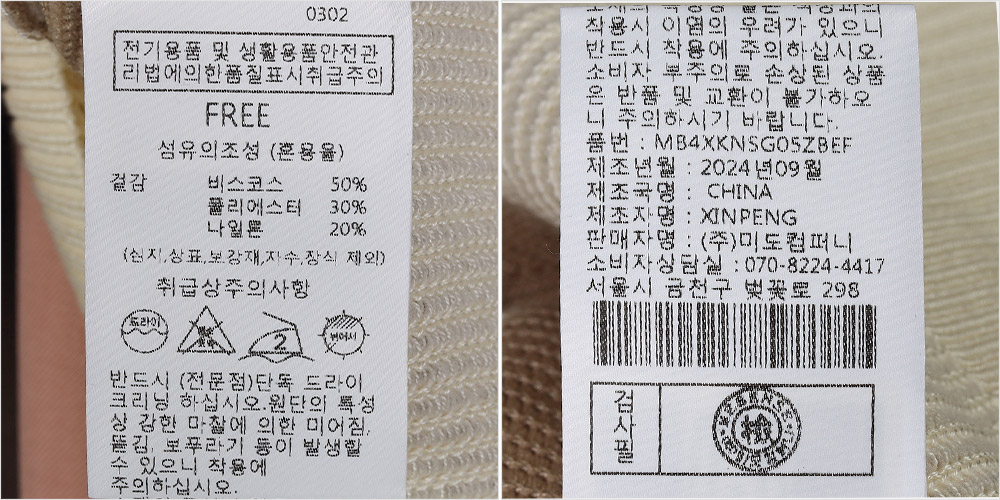 0302
전기용품 및 생활용품안전관
리법에의한품질표시취급주의
FREE
섬유의조성 (혼용율)
겉감 비스코스 50%
폴리에스터 30%
나일론 20%
(심지,상표,보강재,자수,장식 제외)
취급상주의사항
드라이
2
반드시 (전문점)단독 드라이
크리닝 하십시오.원단의 특성
상 강한 마찰에 의한 미어짐,
뜯김, 보푸라기 등이 발생할
수 있으니 착용에
주의하십시오.
착용시 이염의 우려가 있으니
반드시 착용에 주의하십시오.
소비자 부주의로 손상된 상품
은 반품 및 교환이 불가하오
니 주의하시기 바랍니다.
품번 : MB4XKNSG05ZBEF
제조년월 : 2024년09월
제조국명 : CHINA
제조자명 : XINPENG
판매자명 : (주)미도컴퍼니
소비자상담실 : 070-8224-4417
서울시 금천구 벚꽃로 298
검사필